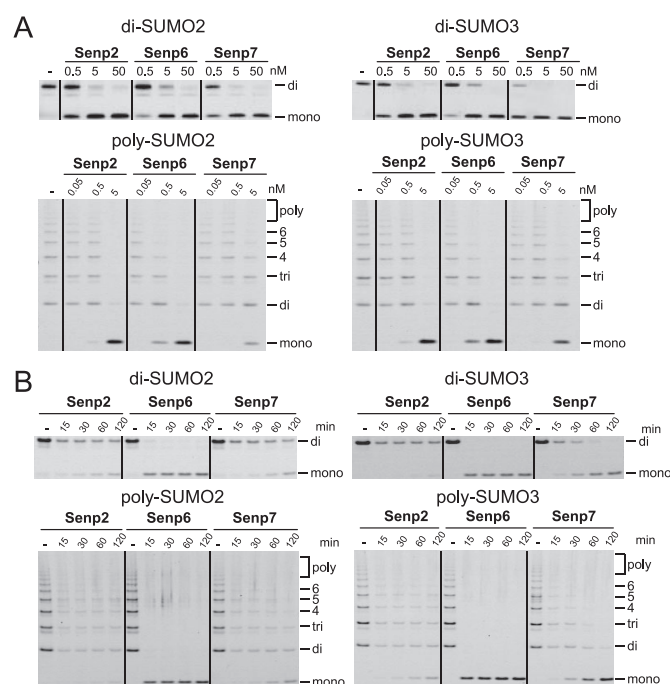 A
di-SUMO2
di-SUMO3
Senp2 Senp6 Senp7
Senp2 Senp6 Senp7
- 0.5 5 50 0.5 5 50 0.5 5 50 nM
- 0.5 5 50 0.5 5 50 0.5 5 50 nM
di
di
mono
mono
poly-SUMO2
poly-SUMO3
Senp2 Senp6 Senp7
Senp2 Senp6 Senp7
- 0.05 0.5 5 0.05 0.5 5 0.05 0.5 5 nM
- 0.05 0.5 5 0.05 0.5 5 0.05 0.5 5 nM
poly
poly
6
6
5
5
4
4
tri
tri
di
di
mono
mono
B
di-SUMO2
di-SUMO3
Senp2 Senp6 Senp7
Senp2 Senp6 Senp7
- 15 30 60 120 - 15 30 60 120 - 15 30 60 120 min
- 15 30 60 120 - 15 30 60 120 - 15 30 60 120 min
di
di
mono
mono
poly-SUMO2
poly-SUMO3
Senp2 Senp6 Senp7
Senp2 Senp6 Senp7
- 15 30 60 120 - 15 30 60 120 - 15 30 60 120 min
- 15 30 60 120 - 15 30 60 120 - 15 30 60 120 min
poly
poly
6
6
5
5
4
4
tri
tri
di
di
mono
mono